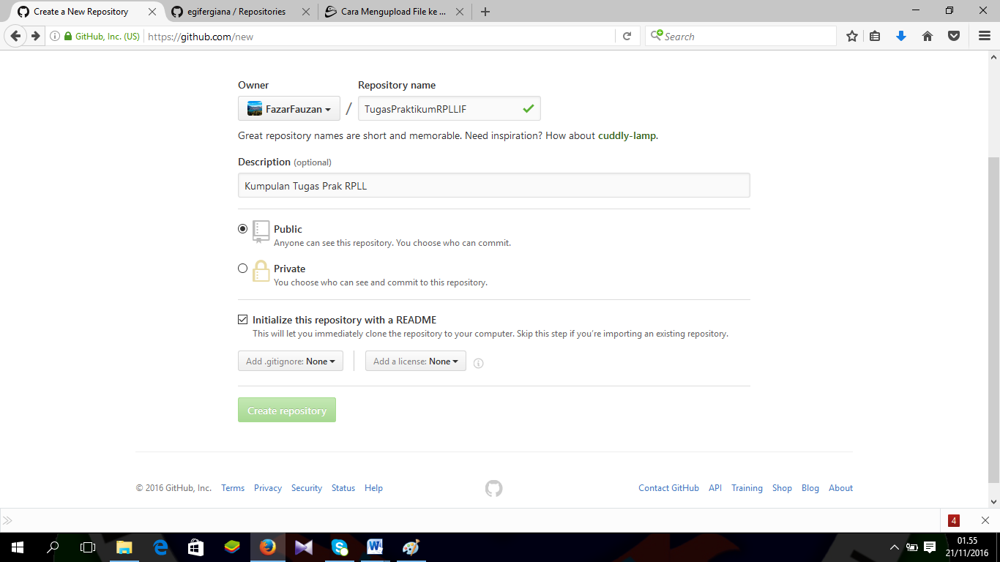 Create a New Repository
egifergiana / Repositories
Cara Mengupload File ke ...
GitHub, Inc. (US)
https://github.com/new
Search
Owner
Repository name
FazarFauzan
/
TugasPraktikumRPLLIF
Great repository names are short and memorable. Need inspiration? How about cuddly-lamp.
Description (optional)
Kumpulan Tugas Prak RPLL
Public
Anyone can see this repository. You choose who can commit.
Private
You choose who can see and commit to this repository.
Initialize this repository with a README
This will let you immediately clone the repository to your computer. Skip this step if you're importing an existing repository.
Add .gitignore: None
Add a license: None
Create repository
© 2016 GitHub, Inc. Terms Privacy Security Status Help
Contact GitHub API Training Shop Blog About
4
01.55
21/11/2016